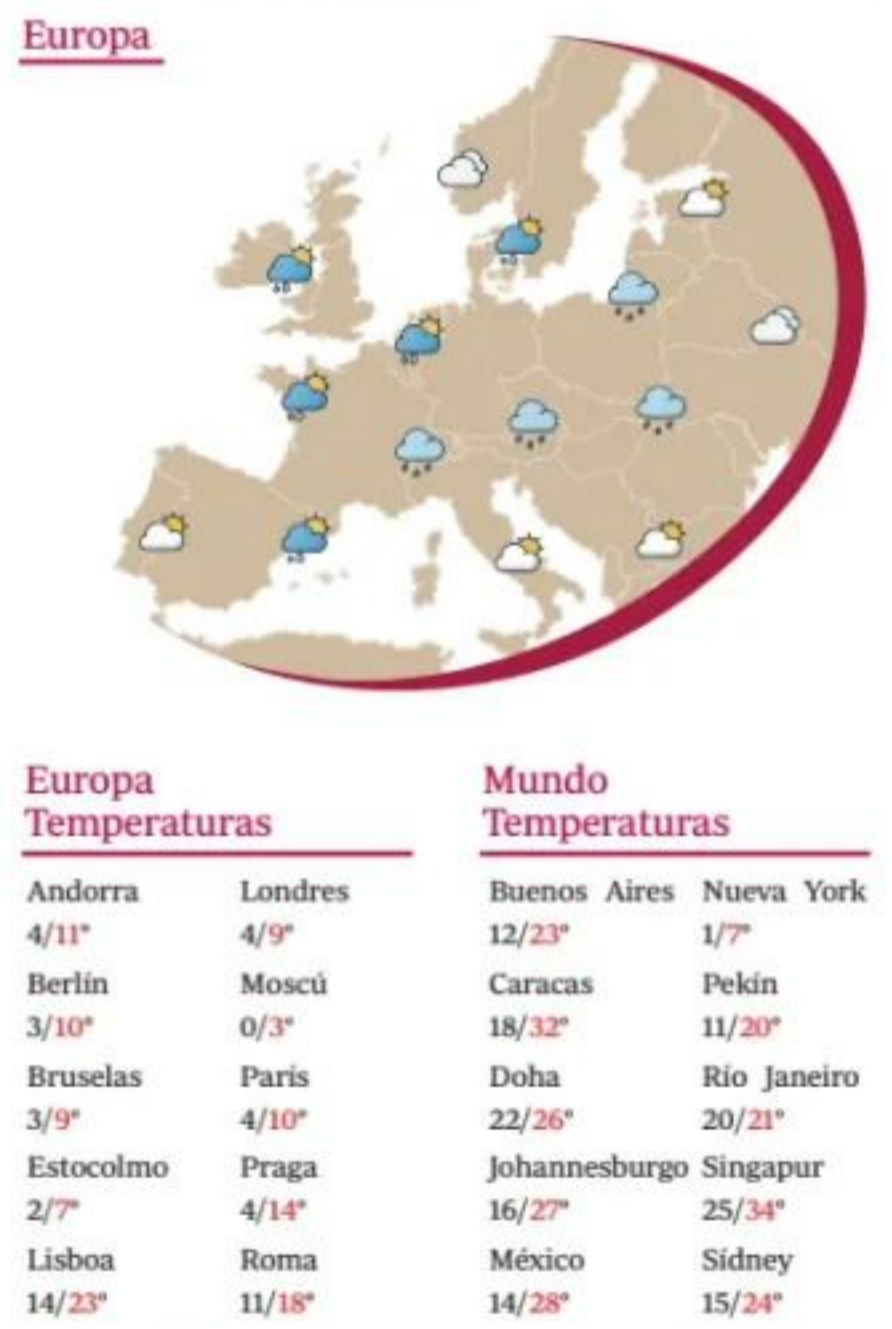 Europa
Europa
Temperaturas
Andorra Londres
4/11° 4/9°
Berlín Moscú
3/10° 0/3°
Bruselas París
3/9° 4/10°
Estocolmo Praga
2/7° 4/14°
Lisboa Roma
14/23° 11/18°
Mundo
Temperaturas
Buenos Aires Nueva York
12/23° 1/7°
Caracas Pekín
18/32° 11/20°
Doha Río Janeiro
22/26° 20/21°
Johannesburgo Singapur
16/27° 25/34°
México Sídney
14/28° 15/24°